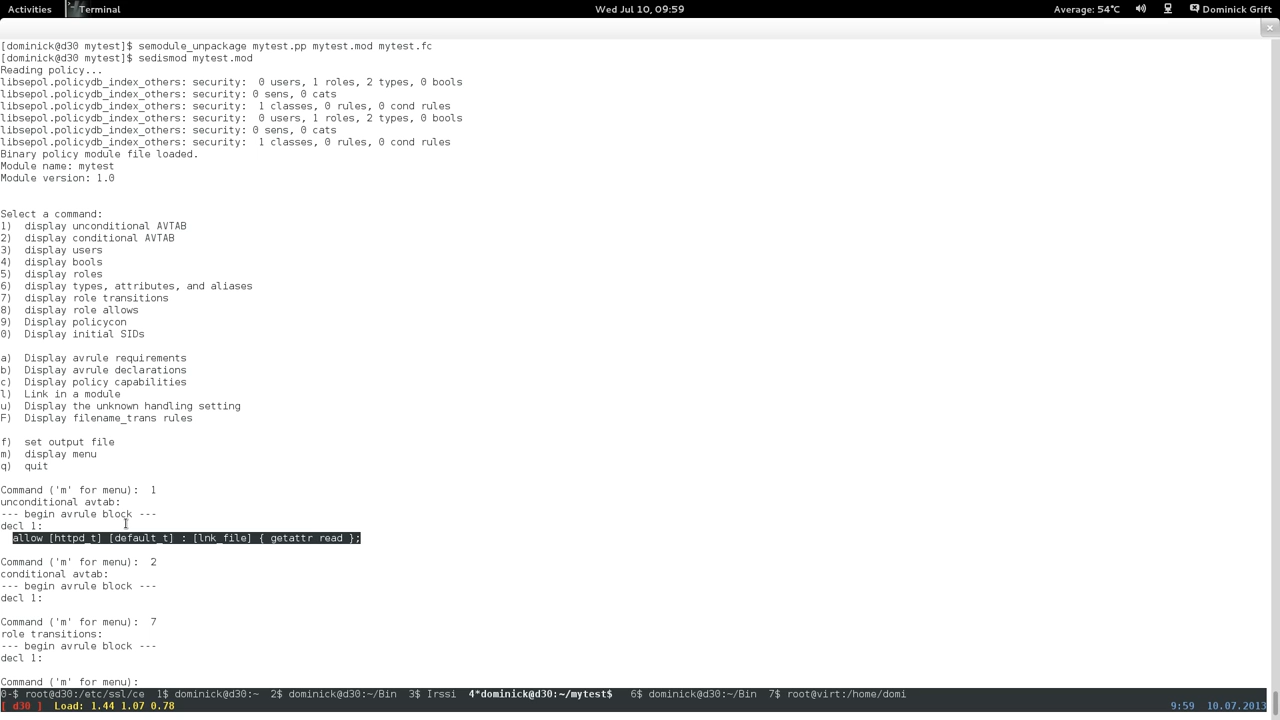 Activities Terminal Wed Jul 10, 09:59 Average: 54°C Dominick Grift
[dominick@d30 mytest]$ semodule_unpackage mytest.pp mytest.mod mytest.fc
[dominick@d30 mytest]$ sedismod mytest.mod
Reading policy...
libsepol.policydb_index_others: security:  0 users, 1 roles, 2 types, 0 bools
libsepol.policydb_index_others: security: 0 sens, 0 cats
libsepol.policydb_index_others: security:  1 classes, 0 rules, 0 cond rules
libsepol.policydb_index_others: security:  0 users, 1 roles, 2 types, 0 bools
libsepol.policydb_index_others: security: 0 sens, 0 cats
libsepol.policydb_index_others: security:  1 classes, 0 rules, 0 cond rules
Binary policy module file loaded.
Module name: mytest
Module version: 1.0
Select a command:
1)  display unconditional AVTAB
2)  display conditional AVTAB
3)  display users
4)  display bools
5)  display roles
6)  display types, attributes, and aliases
7)  display role transitions
8)  display role allows
9)  Display policycon
0)  Display initial SIDs
a)  Display avrule requirements
b)  Display avrule declarations
c)  Display policy capabilities
l)  Link in a module
u)  Display the unknown handling setting
F)  Display filename_trans rules
f)  set output file
m)  display menu
q)  quit
Command ('m' for menu):  1
unconditional avtab:
--- begin avrule block ---
decl 1:
allow [httpd_t] [default_t] : [lnk_file] { getattr read };
Command ('m' for menu):  2
conditional avtab:
--- begin avrule block ---
decl 1:
Command ('m' for menu):  7
role transitions:
--- begin avrule block ---
decl 1:
Command ('m' for menu):
0-$ root@d30:/etc/ssl/ce  1$ dominick@d30:~  2$ dominick@d30:~/Bin  3$ Irssi  4*dominick@d30:~/mytest$  6$ dominick@d30:~/Bin  7$ root@virt:/home/domi
[ d30 ]  Load: 1.44 1.07 0.78 9:59  10.07.2013